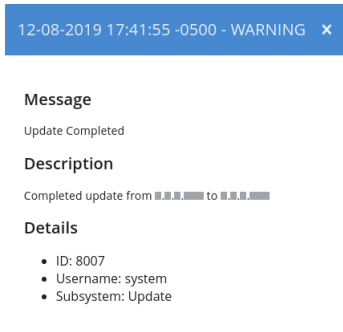 12-08-2019 17:41:55 -0500 - WARNING ×
Message
Update Completed
Description
Completed update from to
Details
• ID: 8007
• Username: system
• Subsystem: Update